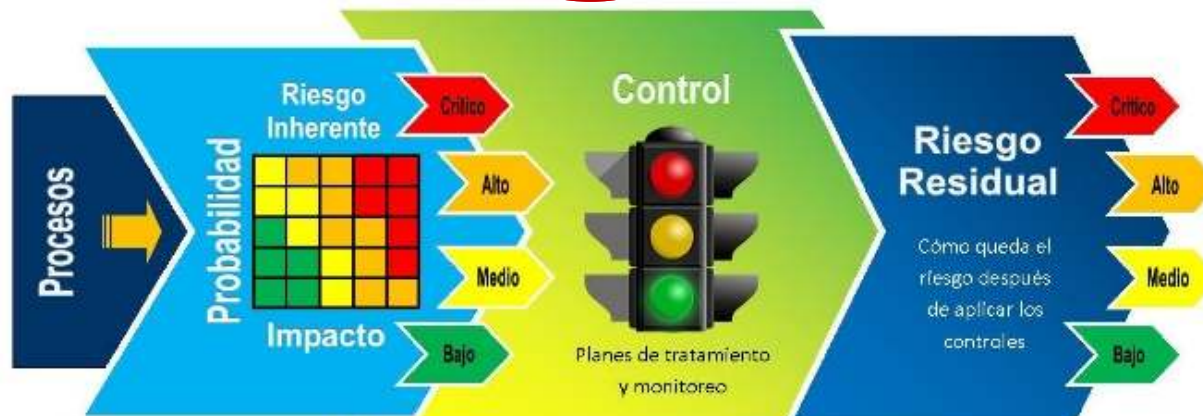 Procesos
Probabilidad
Riesgo
Inherente
Impacto
Crítico
Alto
Medio
Bajo
Control
Planes de tratamiento
y monitoreo
Riesgo
Residual
Cómo queda el
riesgo después
de aplicar los
controles
Crítico
Alto
Medio
Bajo